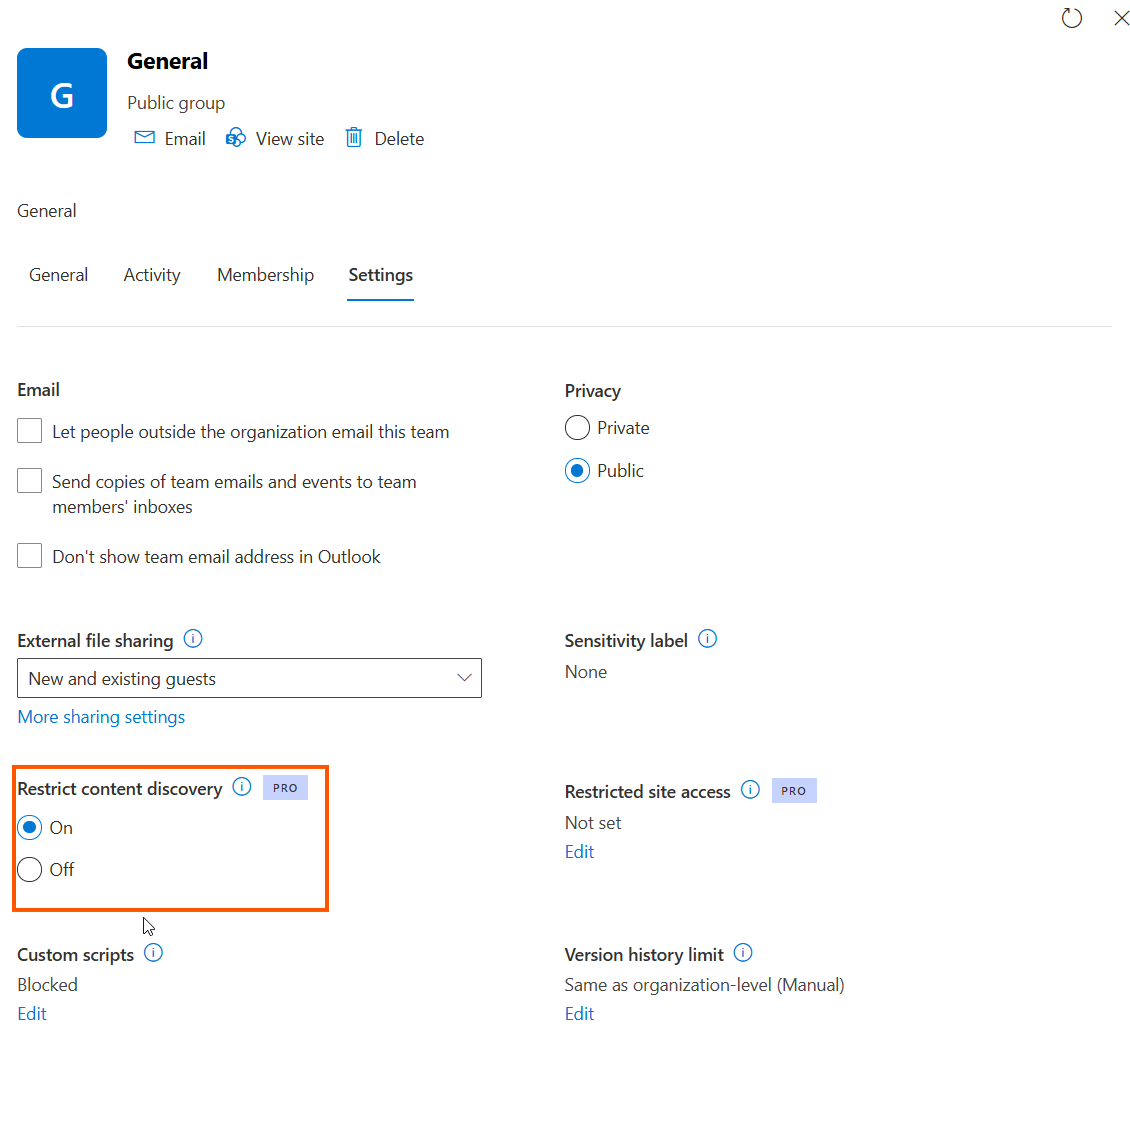 G
General
Public group
Email View site Delete
General
General Activity Membership Settings
Email
Let people outside the organization email this team
Send copies of team emails and events to team
members' inboxes
Don't show team email address in Outlook
Privacy
Private
Public
External file sharing
New and existing guests
More sharing settings
Sensitivity label
None
Restrict content discovery PRO
On
Off
Restricted site access PRO
Not set
Edit
Custom scripts
Blocked
Edit
Version history limit
Same as organization-level (Manual)
Edit